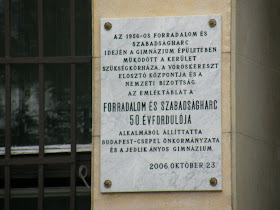 AZ 1956-OS FORRADALOM ÉS
SZABADSÁGHARC
IDEJÉN A GIMNÁZIUM ÉPÜLETÉBEN
MŰKÖDÖTT A KERÜLET
SZÜKSÉGKÓRHÁZA, A VÖRÖSKERESZT
ELOSZTÓ KÖZPONTJA ÉS A
NEMZETI BIZOTTSÁG.
AZ EMLÉKTÁBLÁT A
FORRADALOM ÉS SZABADSÁGHARC
50. ÉVFORDULÓJA
ALKALMÁBÓL ÁLLÍTTATTA
BUDAPEST-CSEPEL ÖNKORMÁNYZATA
ÉS A JEDLIK ÁNYOS GIMNÁZIUM.
2006. OKTÓBER 23.